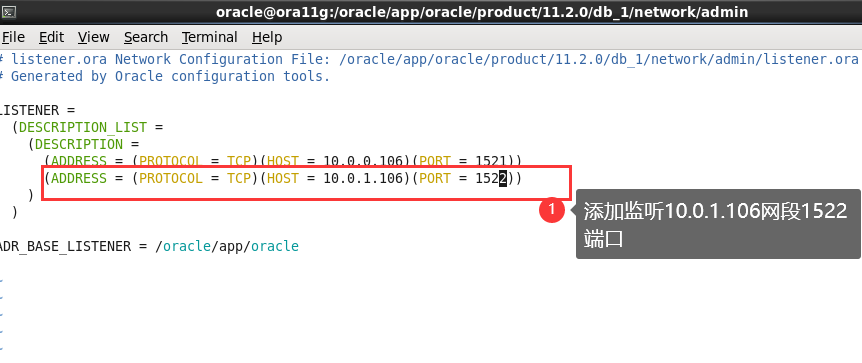 oracle@ora11g:/oracle/app/oracle/product/11.2.0/db_1/network/admin
File Edit View Search Terminal Help
# listener.ora Network Configuration File: /oracle/app/oracle/product/11.2.0/db_1/network/admin/listener.ora
# Generated by Oracle configuration tools.
LISTENER =
(DESCRIPTION_LIST =
(DESCRIPTION =
(ADDRESS = (PROTOCOL = TCP)(HOST = 10.0.0.106)(PORT = 1521))
(ADDRESS = (PROTOCOL = TCP)(HOST = 10.0.1.106)(PORT = 1522))
)
)
1
添加监听10.0.1.106网段1522
端口
ADR_BASE_LISTENER = /oracle/app/oracle
~
~
~
~
~